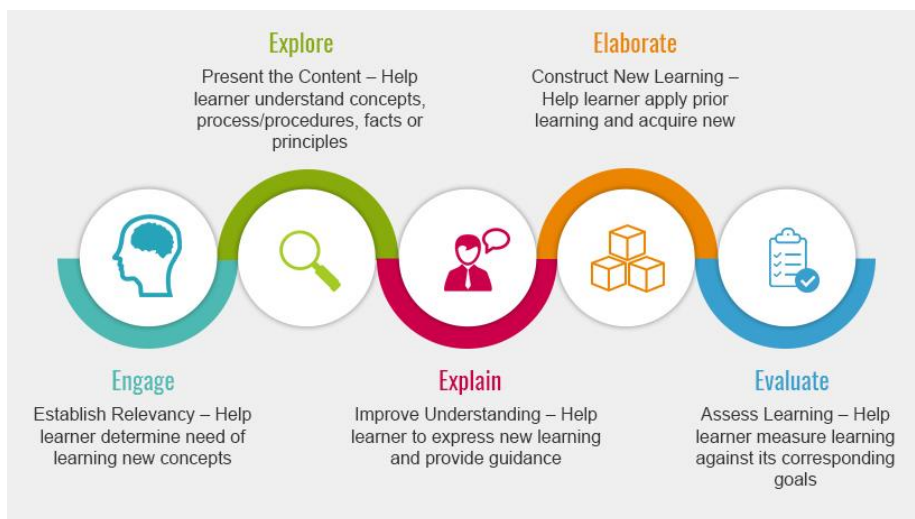 Explore
Present the Content – Help
learner understand concepts,
process/procedures, facts or
principles
Elaborate
Construct New Learning –
Help learner apply prior
learning and acquire new
Engage
Establish Relevancy – Help
learner determine need of
learning new concepts
Explain
Improve Understanding – Help
learner to express new learning
and provide guidance
Evaluate
Assess Learning – Help
learner measure learning
against its corresponding
goals